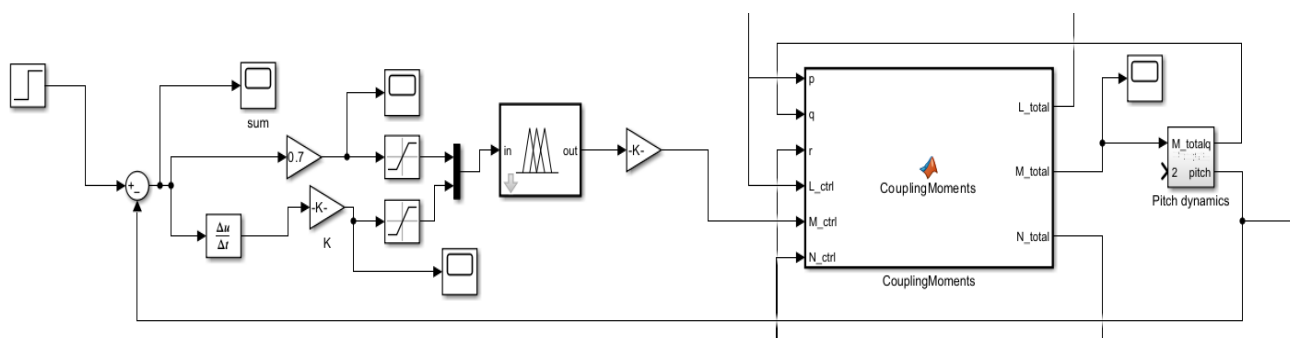 sum
0.7
-K-
K
Δu
Δt
in
out
-K-
p
q
r
L_ctrl
M_ctrl
N_ctrl
CouplingMoments
L_total
M_total
N_total
CouplingMoments
M_totalq
2 pitch
Pitch dynamics